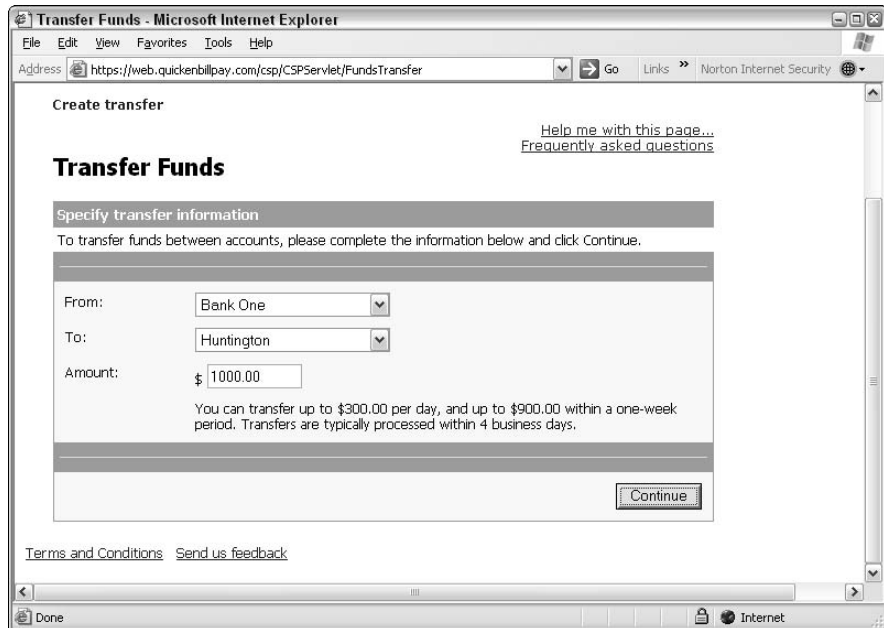 Transfer Funds - Microsoft Internet Explorer
File Edit View Favorites Tools Help
Address https://web.quickenbillpay.com/csp/CSPServlet/FundsTransfer Go Links » Norton Internet Security
Create transfer
Help me with this page...
Frequently asked questions
Transfer Funds
Specify transfer information
To transfer funds between accounts, please complete the information below and click Continue.
From: Bank One
To: Huntington
Amount: $ 1000.00
You can transfer up to $300.00 per day, and up to $900.00 within a one-week
period. Transfers are typically processed within 4 business days.
Continue
Terms and Conditions Send us feedback
Done Internet